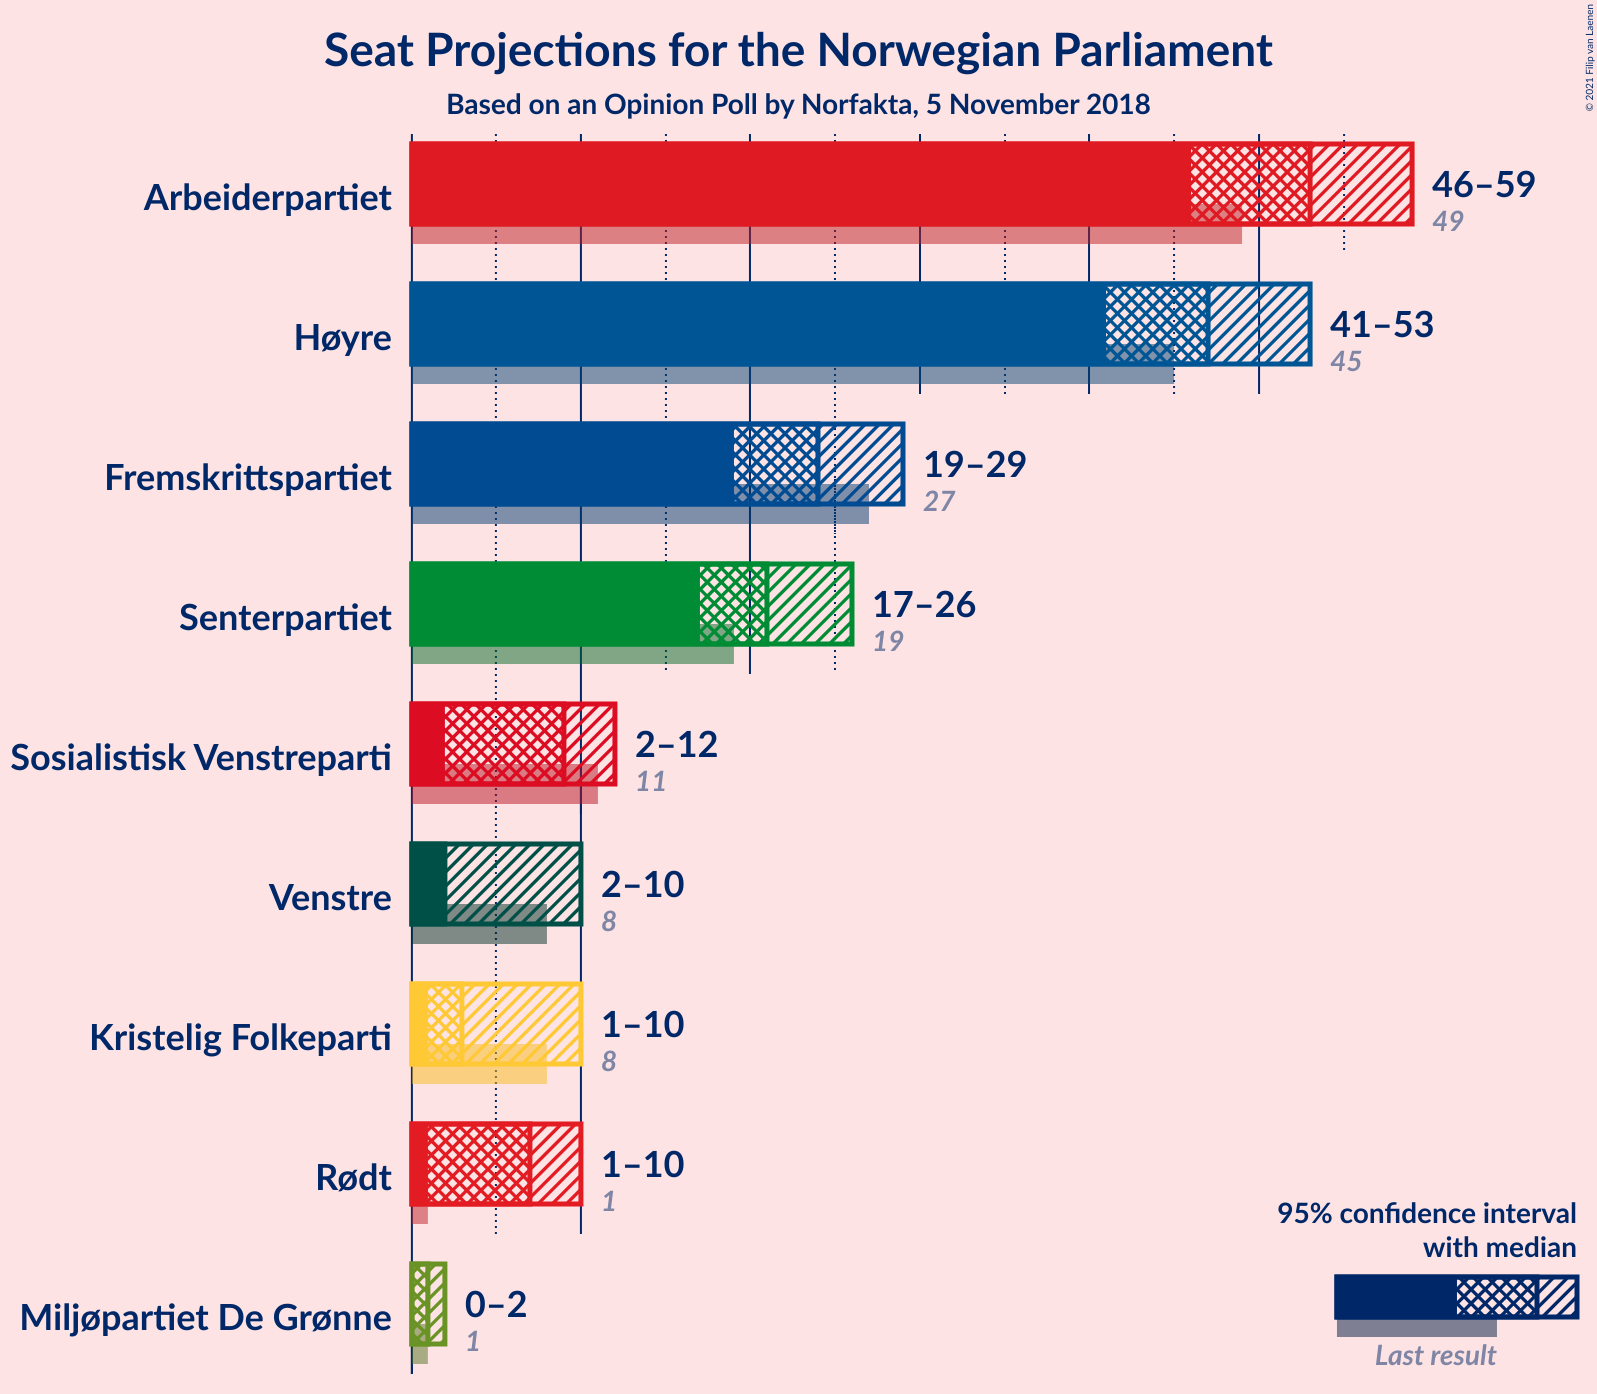 Seat Projections for the Norwegian Parliament
Based on an Opinion Poll by Norfakta, 5 November 2018
© 2021 Filip van Laenen
Arbeiderpartiet
46–59
49
Høyre
41–53
45
Fremskrittspartiet
19–29
27
Senterpartiet
17–26
19
Sosialistisk Venstreparti
2–12
11
Venstre
2–10
8
Kristelig Folkeparti
1–10
8
Rødt
1–10
1
Miljøpartiet De Grønne
0–2
1
95% confidence interval
with median
Last result